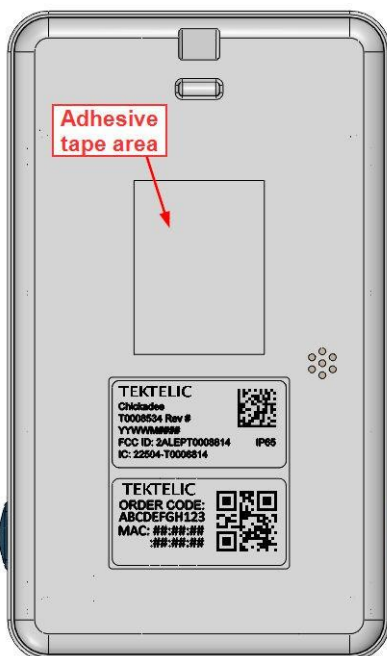 Adhesive
tape area
TEKTELIC
Chickadee
T0008534 Rev #
YYWWM####
FCC ID: 2ALEPT0008814 IP65
IC: 22504-T0008814
TEKTELIC
ORDER CODE:
ABCDEFGH123
MAC: ##:##:##
:##:##:##